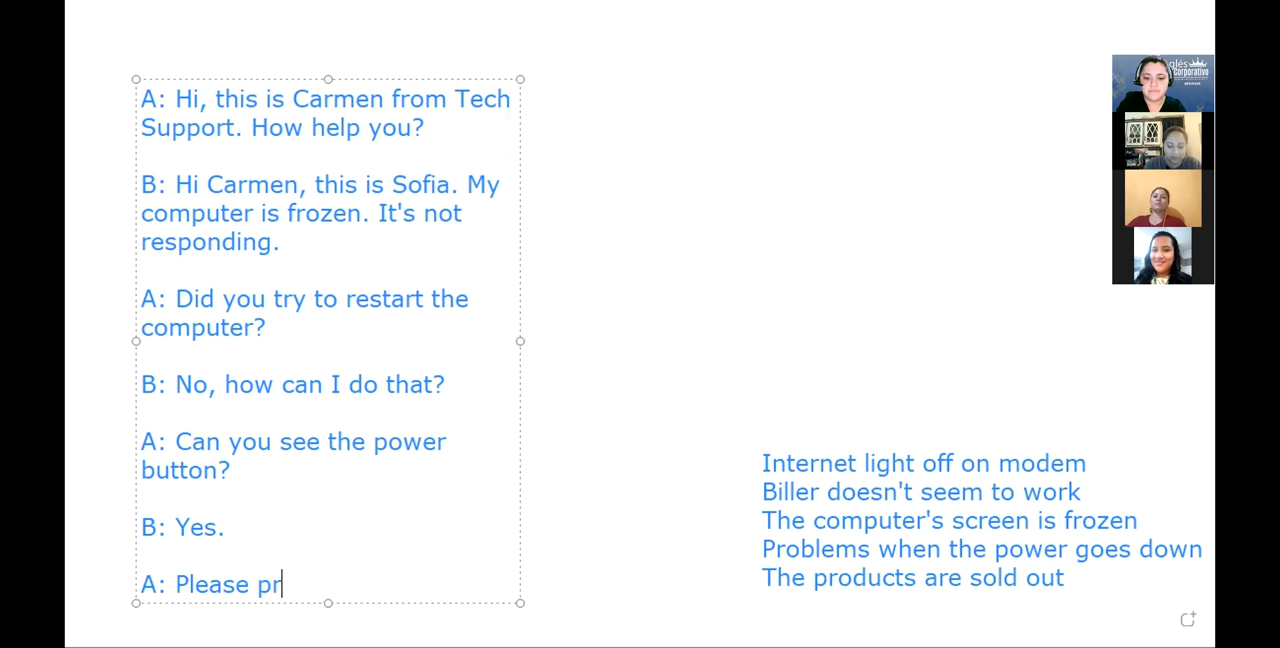 A: Hi, this is Carmen from Tech
Support. How help you?
B: Hi Carmen, this is Sofia. My
computer is frozen. It's not
responding.
A: Did you try to restart the
computer?
B: No, how can I do that?
A: Can you see the power
button?
B: Yes.
A: Please pr
Internet light off on modem
Biller doesn't seem to work
The computer's screen is frozen
Problems when the power goes down
The products are sold out
glés
Corporativo